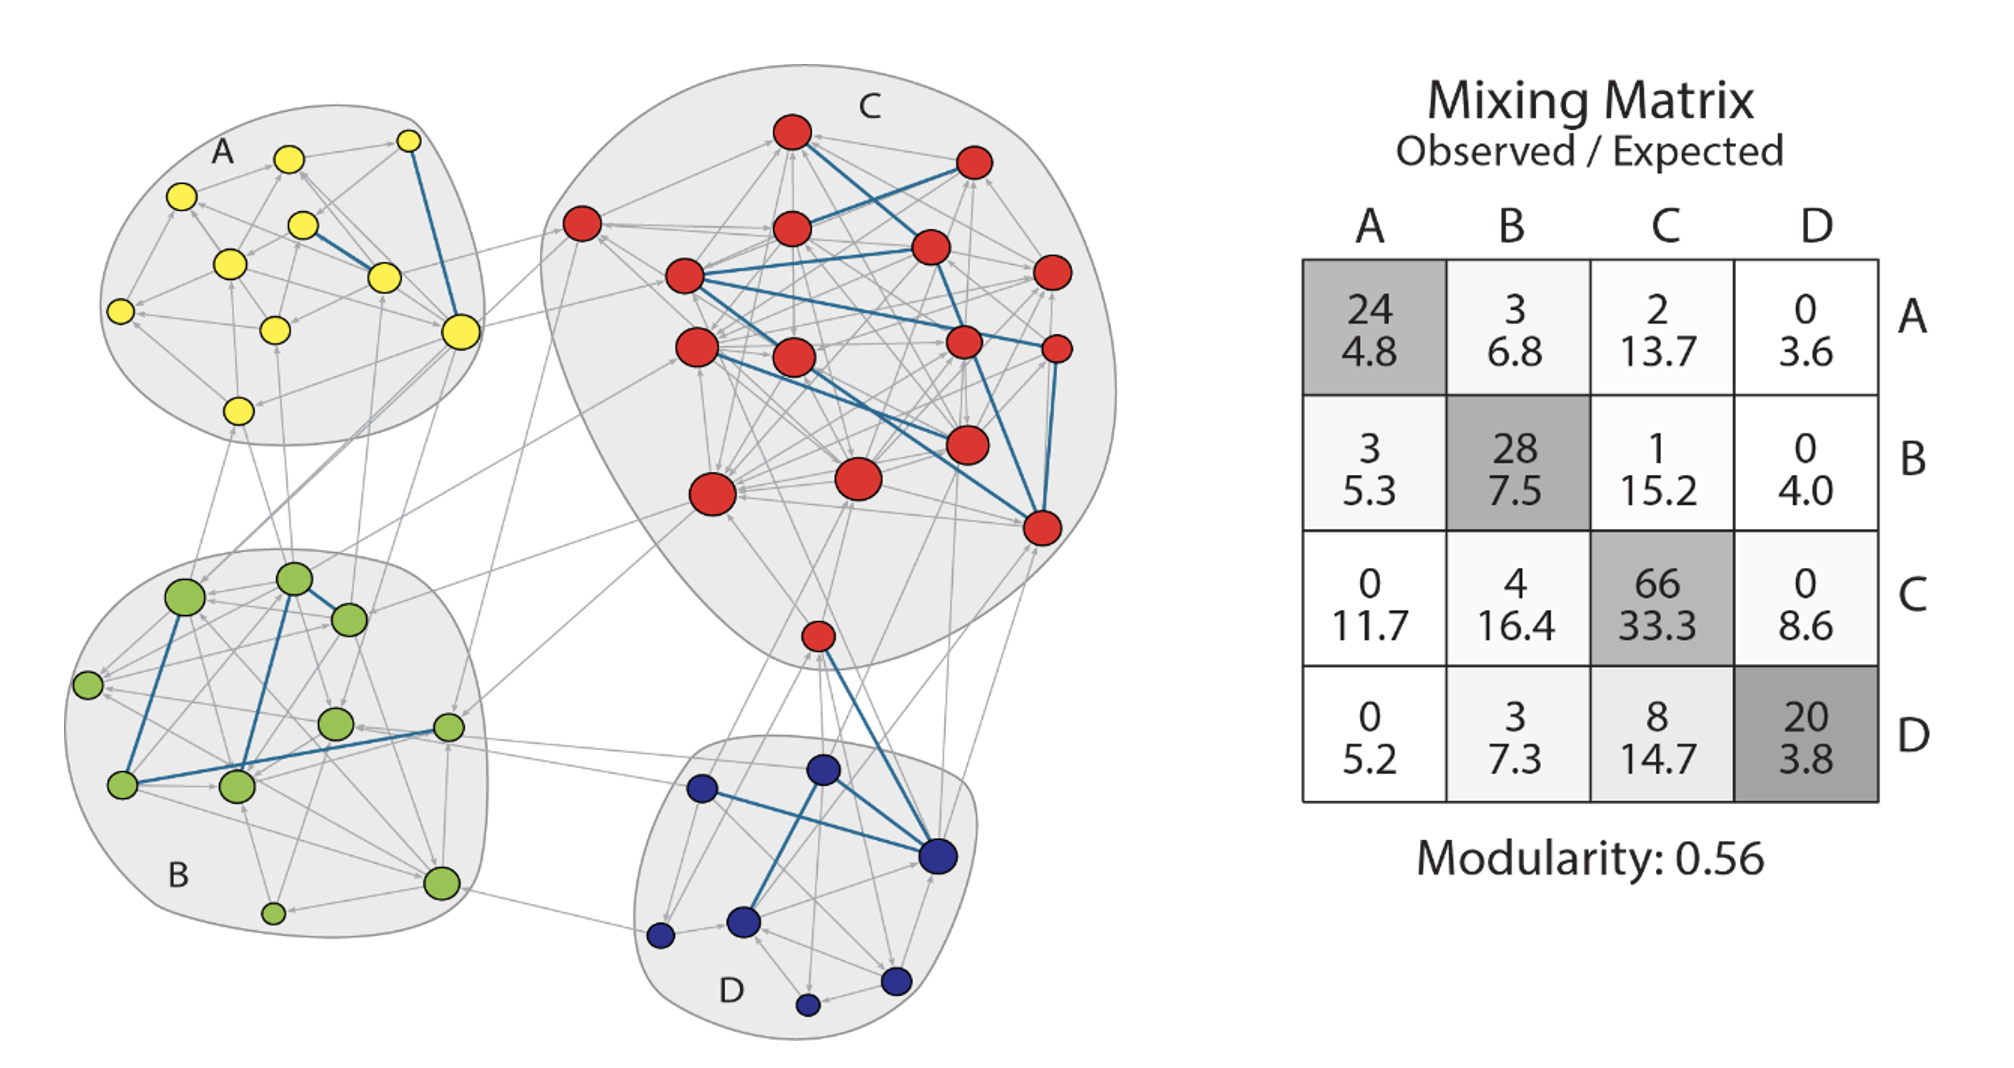 A
C
B
D
Mixing Matrix
Observed / Expected
A B C D
24 3 2 0 A
4.8 6.8 13.7 3.6
3 28 1 0 B
5.3 7.5 15.2 4.0
0 4 66 0 C
11.7 16.4 33.3 8.6
0 3 8 20 D
5.2 7.3 14.7 3.8
Modularity: 0.56